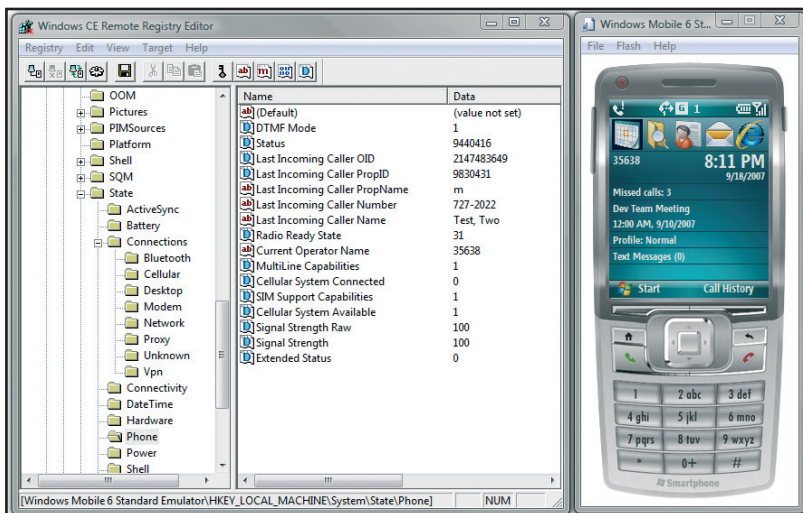 Windows CE Remote Registry Editor
Registry Edit View Target Help
OOM
Pictures
PIMSources
Platform
Shell
SQM
State
ActiveSync
Battery
Connections
Bluetooth
Cellular
Desktop
Modem
Network
Proxy
Unknown
Vpn
Connectivity
DateTime
Hardware
Phone
Power
Shell
Name Data
ab (Default) (value not set)
DTMF Mode 1
Status 9440416
Last Incoming Caller OID 2147483649
Last Incoming Caller PropID 9830431
ab Last Incoming Caller PropName m
ab Last Incoming Caller Number 727-2022
ab Last Incoming Caller Name Test, Two
Radio Ready State 31
ab Current Operator Name 35638
MultiLine Capabilities 1
Cellular System Connected 0
SIM Support Capabilities 1
Cellular System Available 1
Signal Strength Raw 100
Signal Strength 100
Extended Status 0
[Windows Mobile 6 Standard Emulator\HKEY_LOCAL_MACHINE\System\State\Phone] NUM
Windows Mobile 6 St...
File Flash Help
G 1
35638 8:11 PM
9/18/2007
Missed calls: 3
Dev Team Meeting
12:00 AM, 9/10/2007
Profile: Normal
Text Messages (0)
Start Call History
1 2 abc 3 def
4 ghi 5 jkl 6 mno
7 pqrs 8 tuv 9 wxyz
* 0+ #
Smartphone